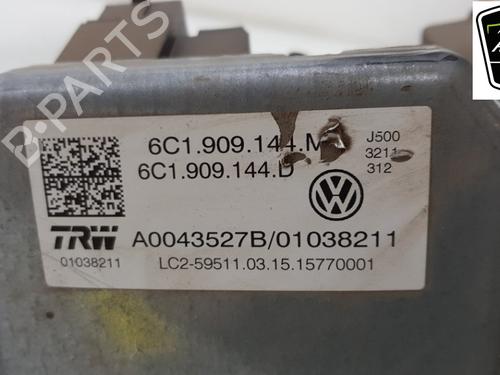 B-PARTS
6C1.909.144.M
6C1.909.144.D
J500
3211
312
TRW
A0043527B/01038211
01038211
LC2-59511.03.15.15770001